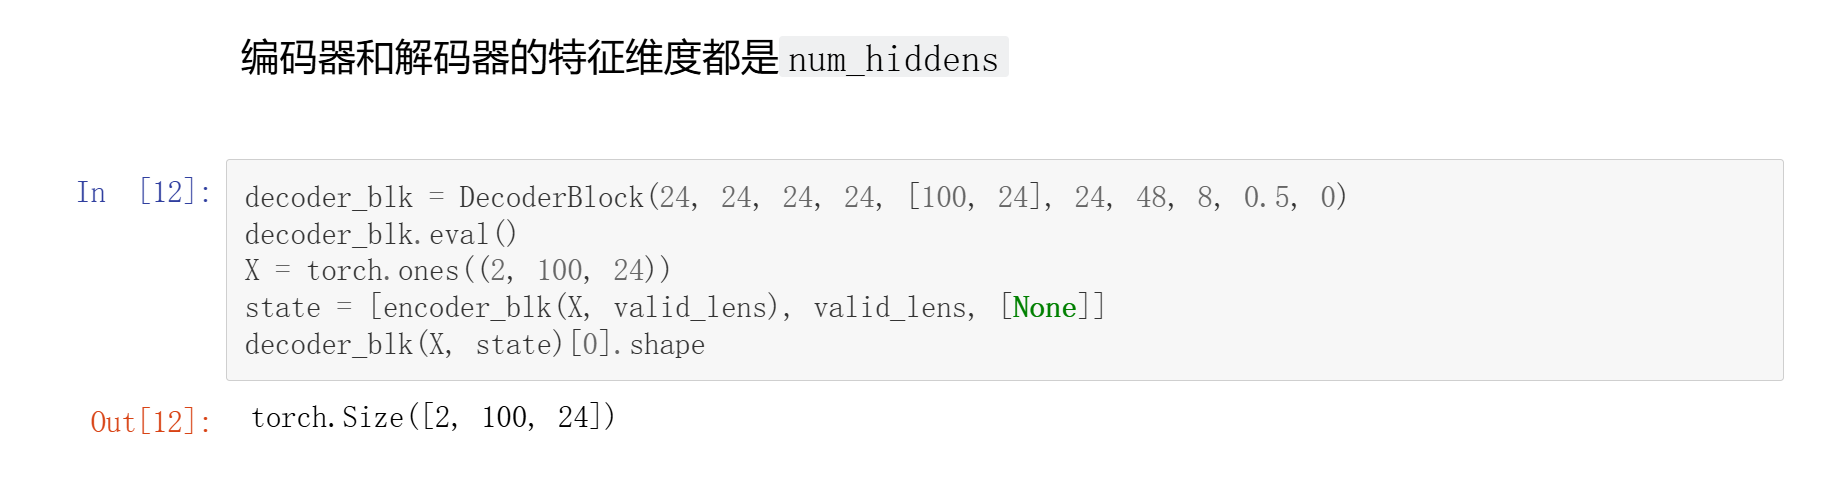 编码器和解码器的特征维度都是num_hiddens
In [12]:
decoder_blk = DecoderBlock(24, 24, 24, 24, [100, 24], 24, 48, 8, 0.5, 0)
decoder_blk.eval()
X = torch.ones((2, 100, 24))
state = [encoder_blk(X, valid_lens), valid_lens, [None]]
decoder_blk(X, state)[0].shape
Out[12]:
torch.Size([2, 100, 24])